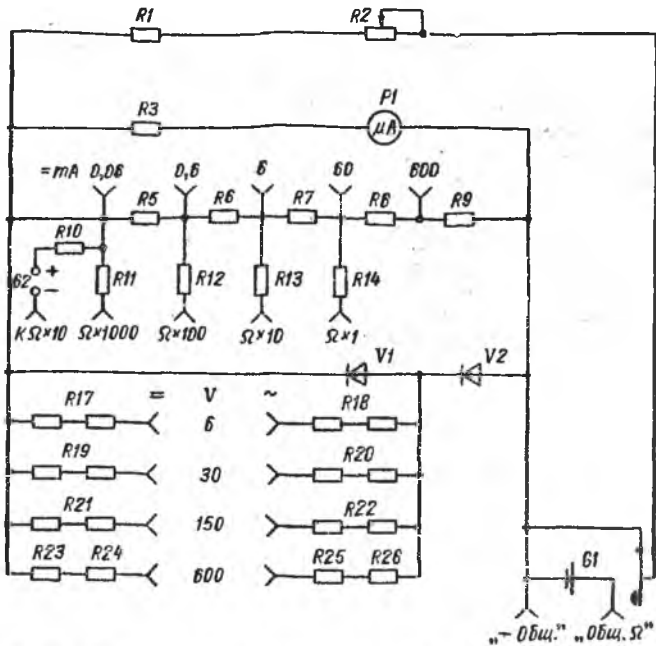 R1 R2
R3 P1
μA
=mA 0,06 0,6 6 60 600
R5 R6 R7 R8 R9
R10
+
62 R11 R12 R13 R14
−
KΩ×10 Ω×1000 Ω×100 Ω×10 Ω×1
V1 V2
= V ~
R17 6 R18
R19 30 R20
R21 150 R22
R23 R24 600 R25 R26
G1
„– Общ.” „Общ. Ω”